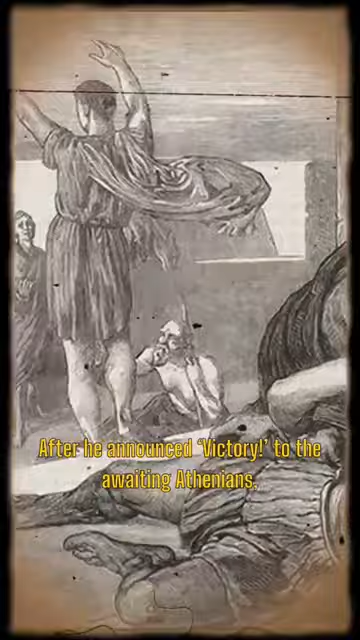 After he announced ‘Victory!’ to the
awaiting Athenians,